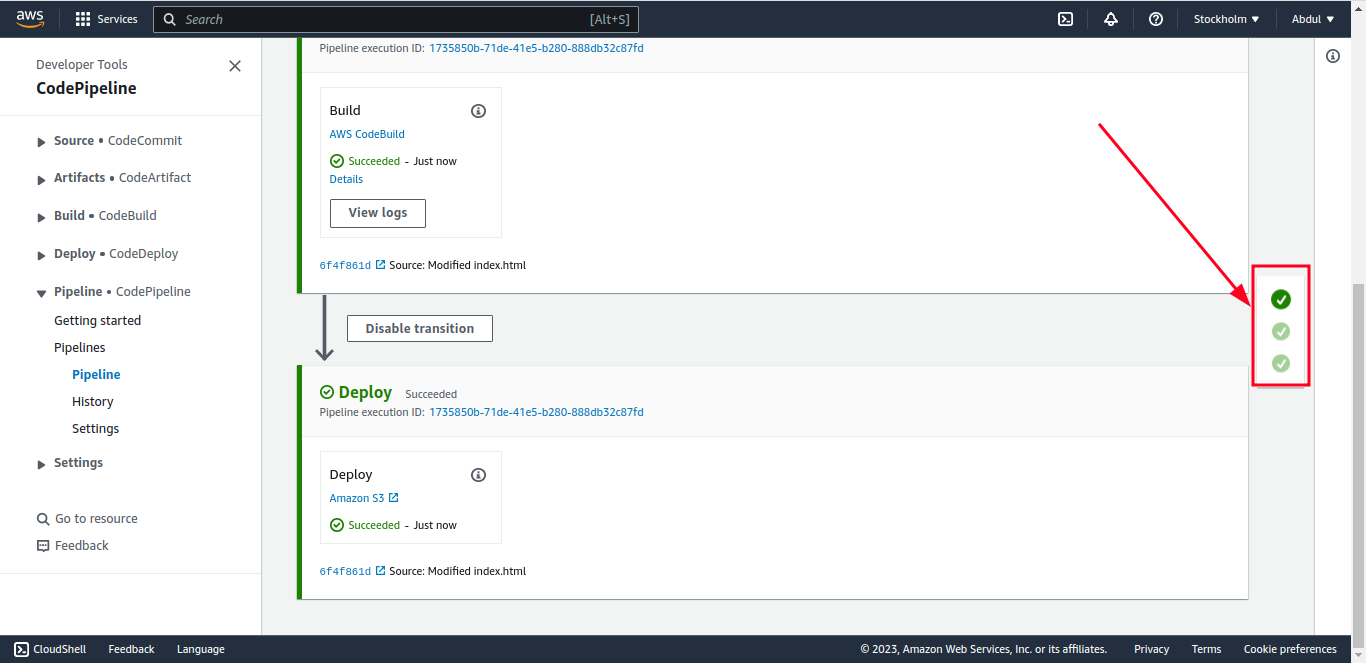 aws Services Search [Alt+S] Stockholm Abdul
Developer Tools
CodePipeline
Source • CodeCommit
Artifacts • CodeArtifact
Build • CodeBuild
Deploy • CodeDeploy
Pipeline • CodePipeline
Getting started
Pipelines
Pipeline
History
Settings
Settings
Go to resource
Feedback
Pipeline execution ID: 1735850b-71de-41e5-b280-888db32c87fd
Build
AWS CodeBuild
Succeeded - Just now
Details
View logs
6f4f861d Source: Modified index.html
Disable transition
Deploy Succeeded
Pipeline execution ID: 1735850b-71de-41e5-b280-888db32c87fd
Deploy
Amazon S3
Succeeded - Just now
6f4f861d Source: Modified index.html
CloudShell Feedback Language © 2023, Amazon Web Services, Inc. or its affiliates. Privacy Terms Cookie preferences